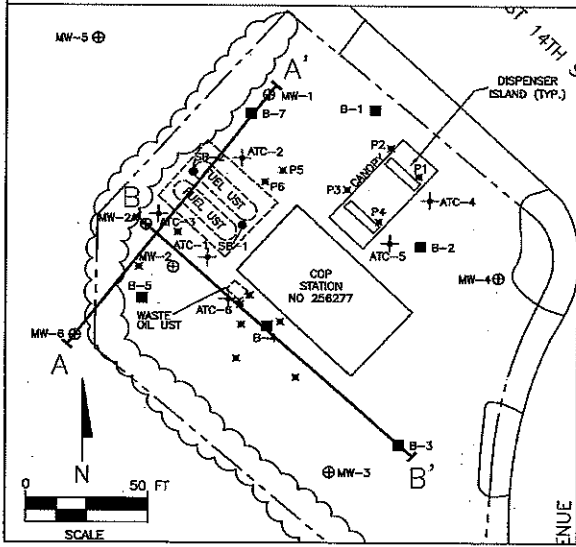 ST 14TH S
MW-5
A'
MW-1
B-7
B-1
DISPENSER
ISLAND (TYP.)
P2
ATC-2
SB-
P5
P6
CANOPY
P1
P3
FUEL UST
FUEL UST
B
MW-2A
ATC-3
P4
ATC-4
ATC-1
SB-1
ATC-5
B-2
MW-2
COP
STATION
NO 256277
MW-4
B-5
WASTE
OIL UST
ATC-6
B-4
MW-6
A
N
B-3
B'
MW-3
0 50 FT
SCALE
ENUE